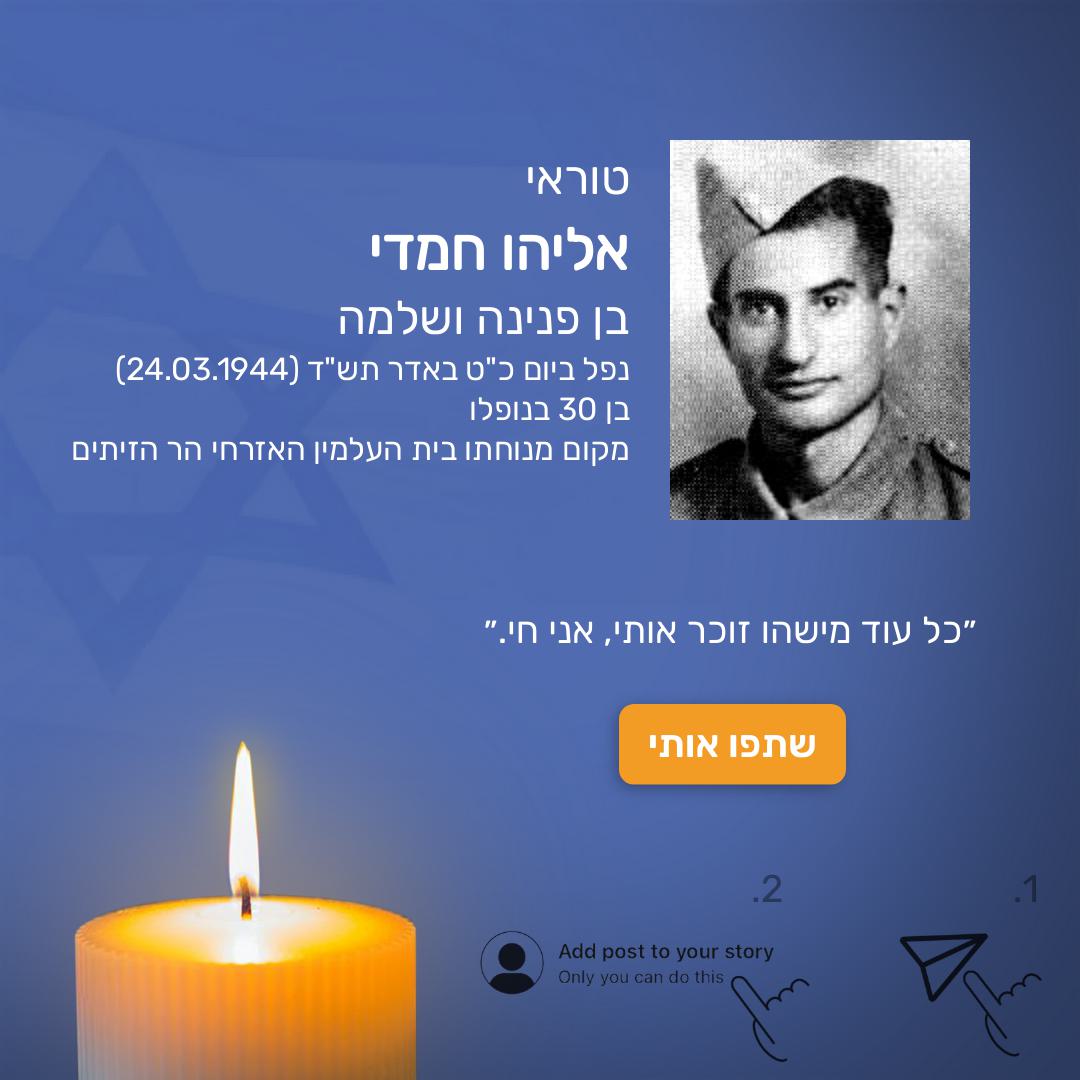 טוראי
אליהו חמדי
בן פנינה ושלמה
נפל ביום כ"ט באדר תש"ד (24.03.1944)
בן 30 בנופלו
מקום מנוחתו בית העלמין האזרחי הר הזיתים
״כל עוד מישהו זוכר אותי, אני חי.״
שתפו אותי
1.
2.
Add post to your story
Only you can do this